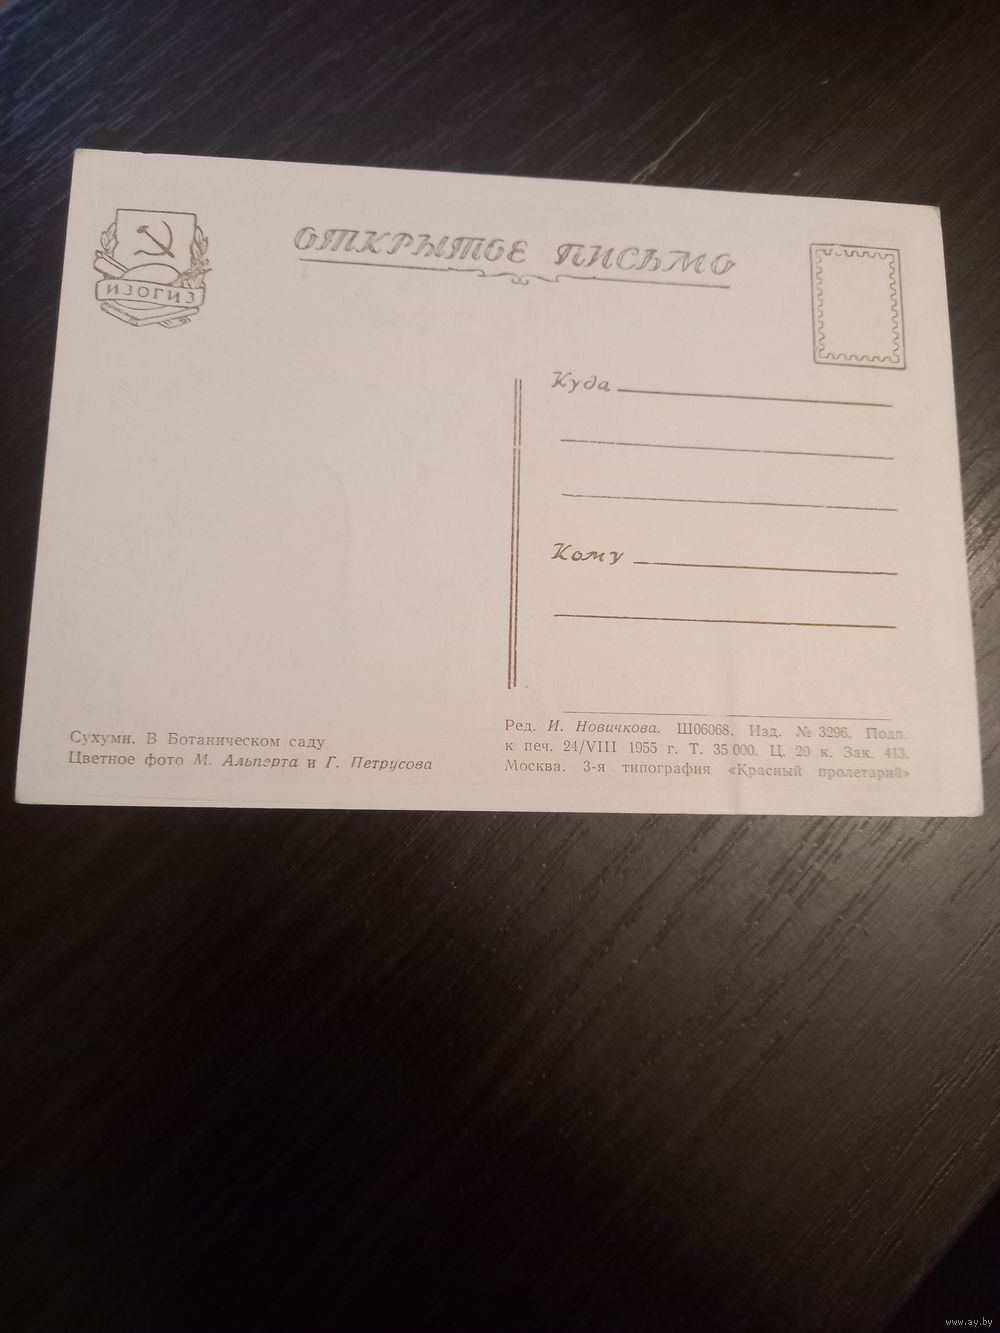 ИЗОГИЗ
ОТКРЫТОЕ ПИСЬМО
Куда
Кому
Сухуми. В Ботаническом саду
Цветное фото М. Альперта и Г. Петрусова
Ред. И. Новичкова. Ш06068. Изд. № 3296. Подп.
к печ. 24/VIII 1955 г. Т. 35 000. Ц. 20 к. Зак. 413.
Москва. 3-я типография «Красный пролетарий»
www.ay.by